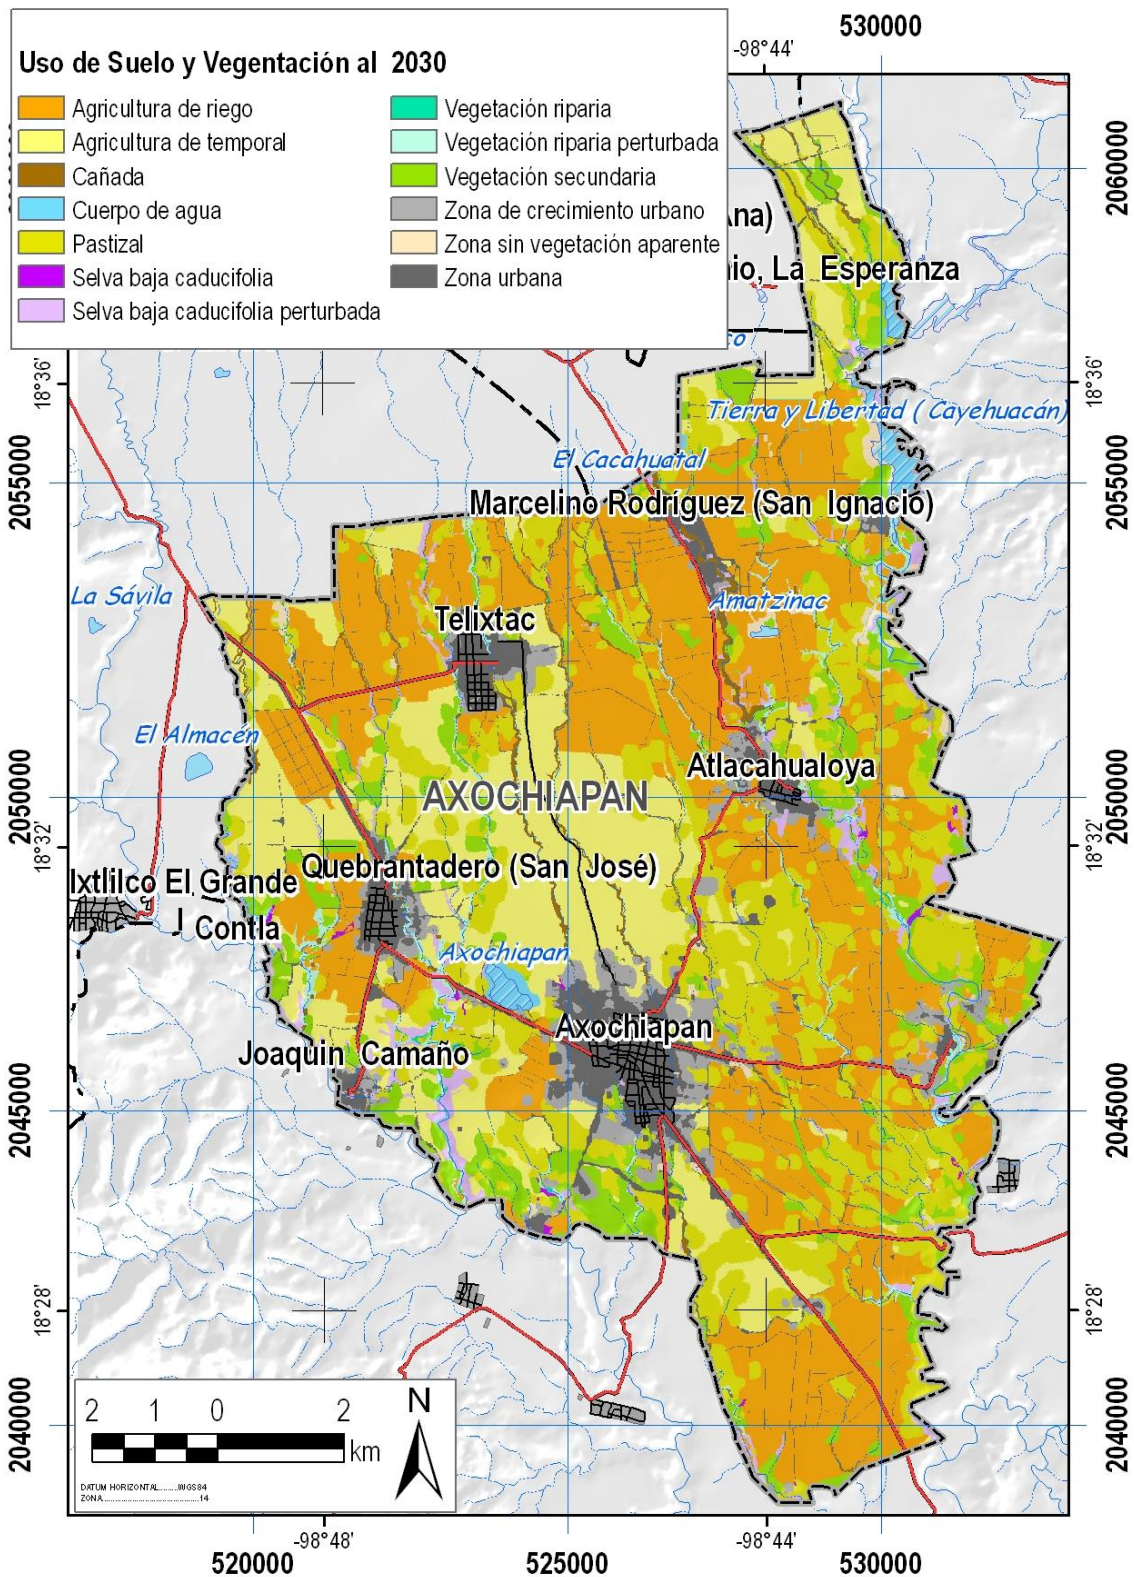 530000
-98°44'
Uso de Suelo y Vegentación al 2030
Agricultura de riego
Agricultura de temporal
Cañada
Cuerpo de agua
Pastizal
Selva baja caducifolia
Selva baja caducifolia perturbada
Vegetación riparia
Vegetación riparia perturbada
Vegetación secundaria
Zona de crecimiento urbano
Zona sin vegetación aparente
Zona urbana
2060000
na)
io, La Esperanza
co
18°36'
18°36'
Tierra y Libertad ( Cayehuacán)
El Cacahuatal
2055000
2055000
Marcelino Rodríguez (San Ignacio)
La Sávila
Amatzinac
Telixtac
El Almacén
Atlacahualoya
AXOCHIAPAN
2050000
2050000
18°32'
18°32'
Quebrantadero (San José)
Ixtlilco El Grande
Contla
Axochiapan
Axochiapan
Joaquin Camaño
2045000
2045000
18°28'
18°28'
2040000
2040000
2 1 0 2
km
N
DATUM HORIZONTAL.......WGS84
ZONA..............................14
-98°48'
-98°44'
520000
525000
530000